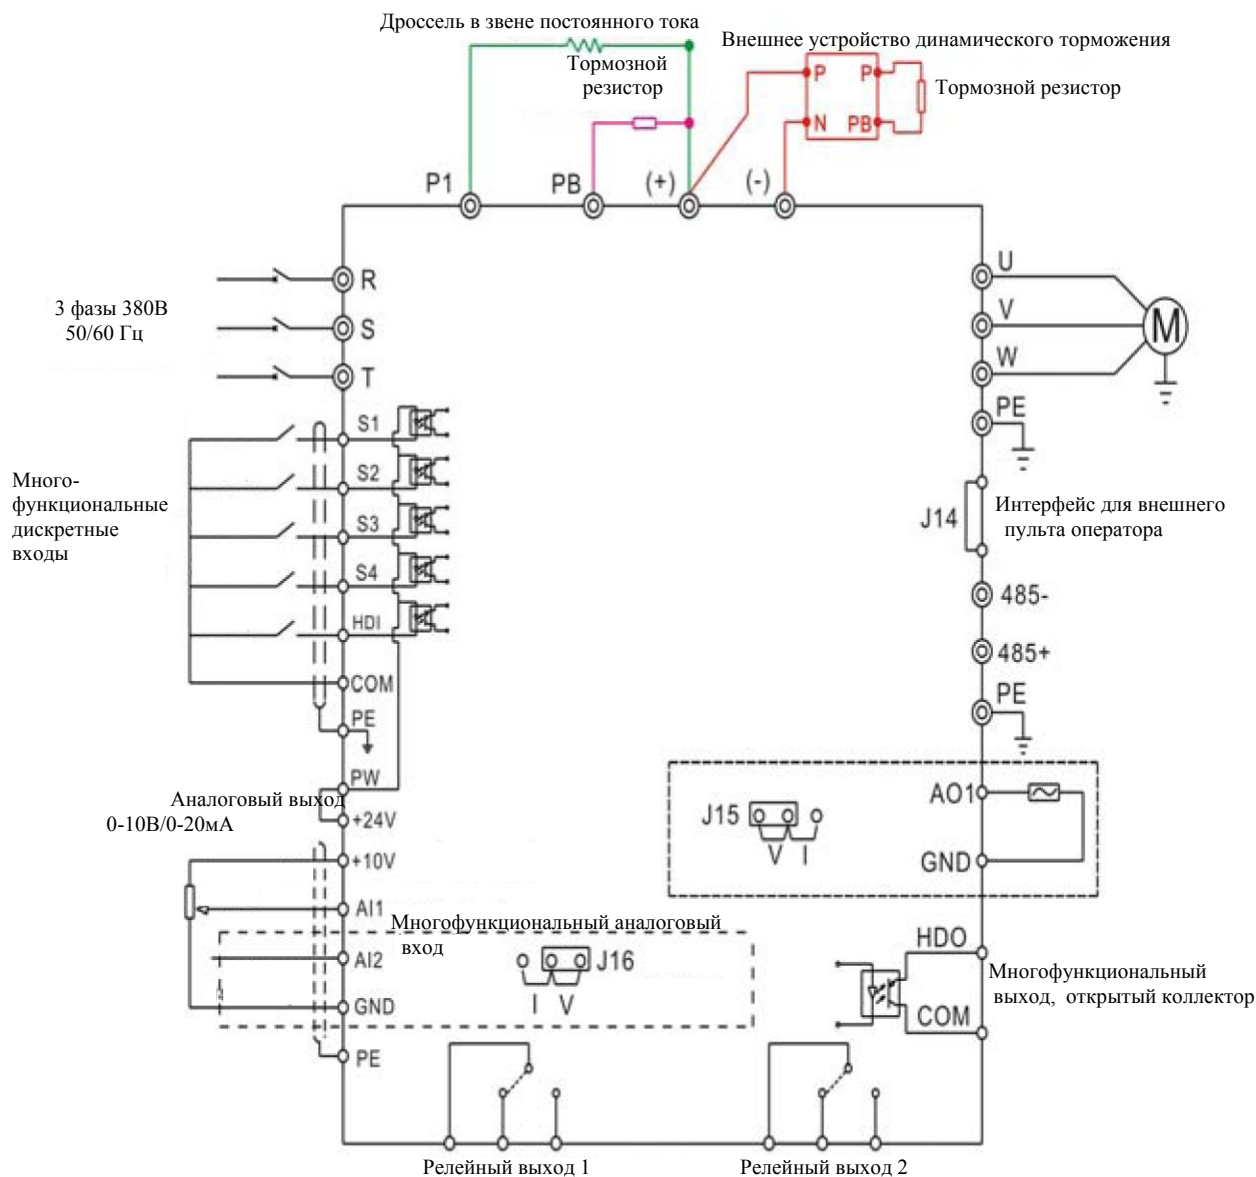 Дроссель в звене постоянного тока
Внешнее устройство динамического торможения
Тормозной
резистор
P
P
N
PB
Тормозной резистор
P1
PB
(+)
(-)
R
S
T
3 фазы 380В
50/60 Гц
U
V
W
M
PE
S1
S2
S3
S4
HDI
COM
PE
PW
+24V
+10V
AI1
AI2
GND
PE
Много-
функциональные
дискретные
входы
J14
Интерфейс для внешнего
пульта оператора
485-
485+
PE
Аналоговый выход
0-10В/0-20мА
J15
V
I
AO1
GND
Многофункциональный аналоговый
вход
J16
I
V
HDO
COM
Многофункциональный
выход, открытый коллектор
Релейный выход 1
Релейный выход 2